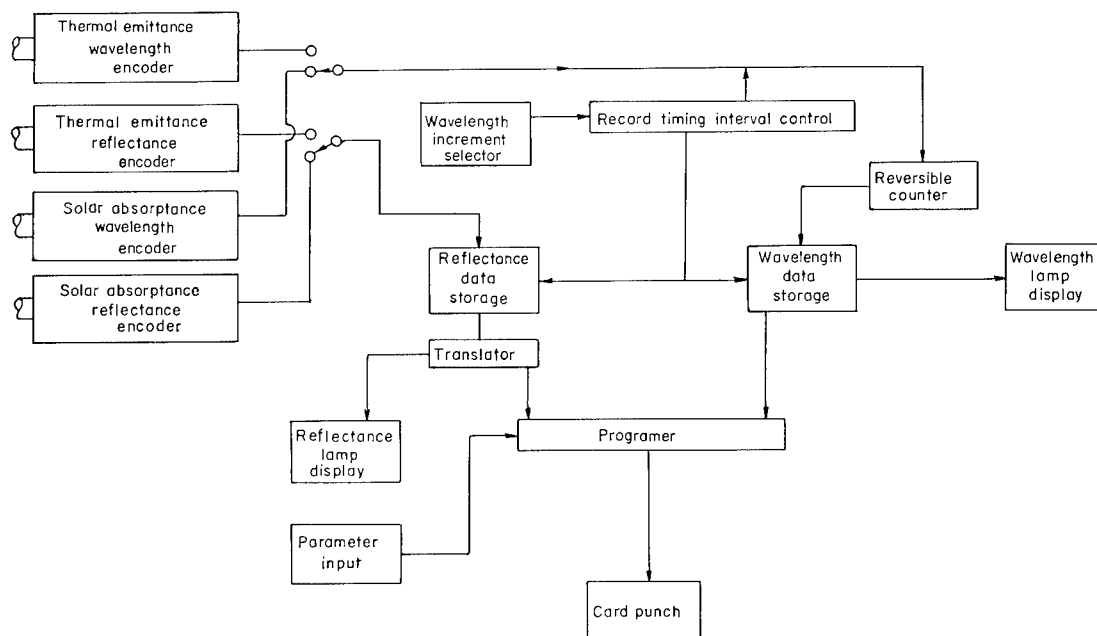 Thermal emittance
wavelength
encoder
Thermal emittance
reflectance
encoder
Solar absorptance
wavelength
encoder
Solar absorptance
reflectance
encoder
Wavelength
increment
selector
Record timing interval control
Reversible
counter
Reflectance
data
storage
Wavelength
data
storage
Wavelength
lamp
display
Translator
Reflectance
lamp
display
Programer
Parameter
input
Card punch